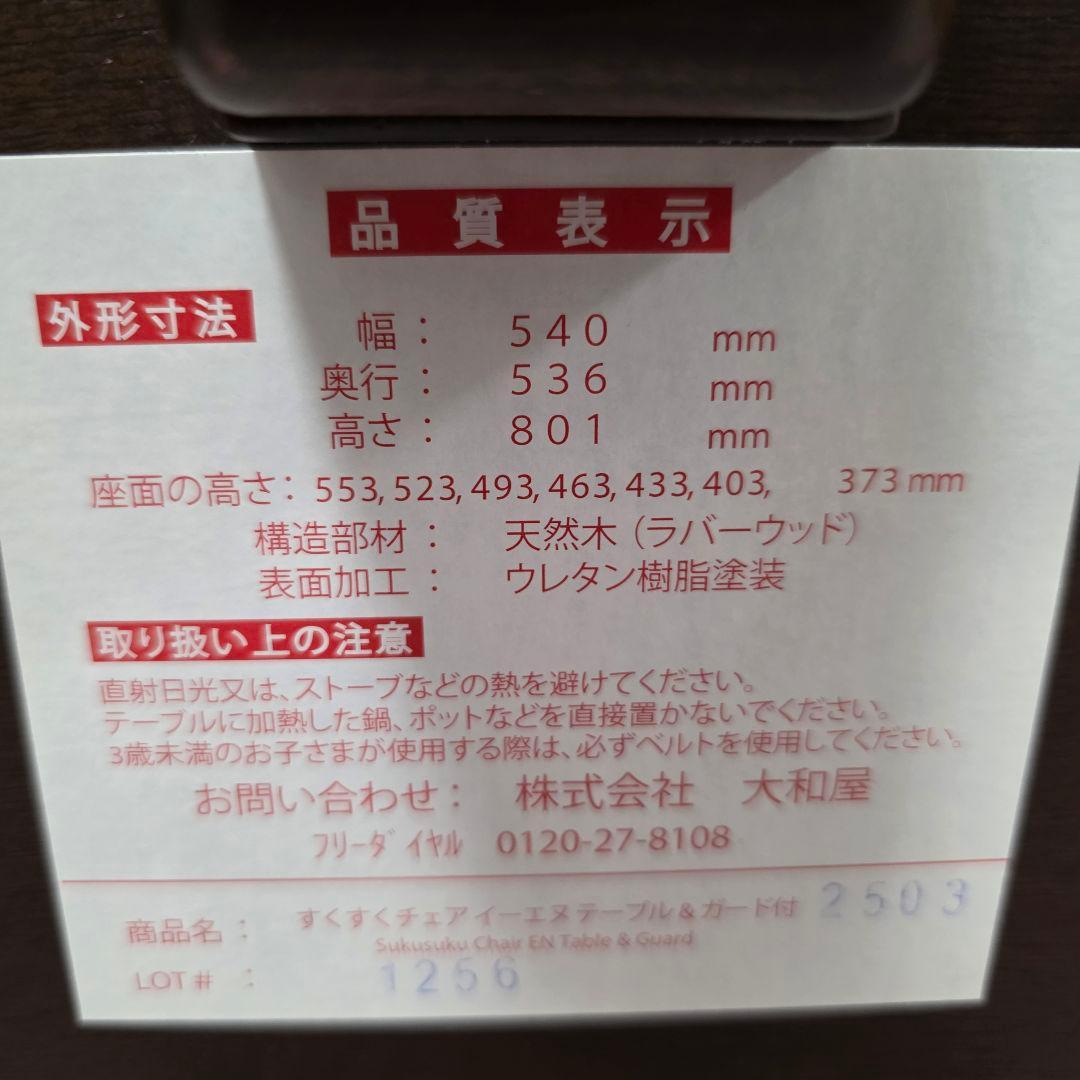 品質表示
外形寸法
幅： 540 mm
奥行： 536 mm
高さ： 801 mm
座面の高さ： 553, 523, 493, 463, 433, 403, 373 mm
構造部材： 天然木（ラバーウッド）
表面加工： ウレタン樹脂塗装
取り扱い上の注意
直射日光又は、ストーブなどの熱を避けてください。
テーブルに加熱した鍋、ポットなどを直接置かないでください。
3歳未満のお子さまが使用する際は、必ずベルトを使用してください。
お問い合わせ： 株式会社 大和屋
ﾌﾘｰﾀﾞｲﾔﾙ 0120-27-8108
商品名： すくすくチェアイーエヌテーブル＆ガード付 2503
Sukusuku Chair EN Table & Guard
LOT＃： 1256